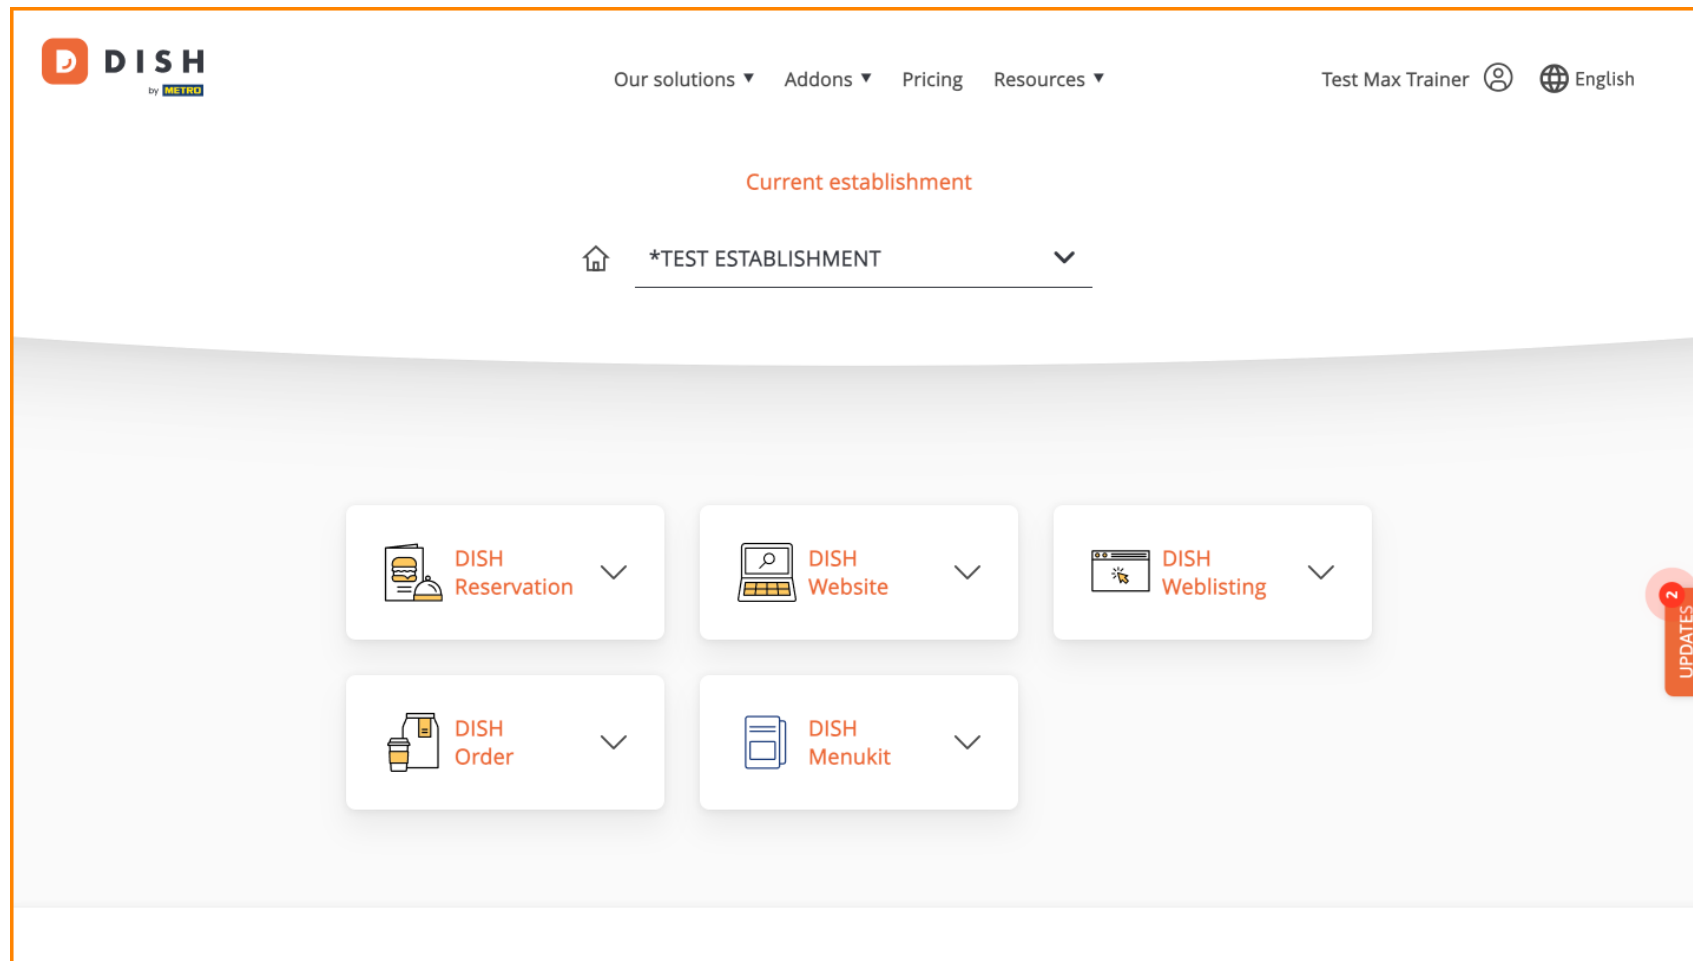 D DISH
by METRO
Our solutions ▼ Addons ▼ Pricing Resources ▼ Test Max Trainer English
Current establishment
*TEST ESTABLISHMENT
DISH
Reservation
DISH
Website
DISH
Weblisting
2
UPDATES
DISH
Order
DISH
Menukit